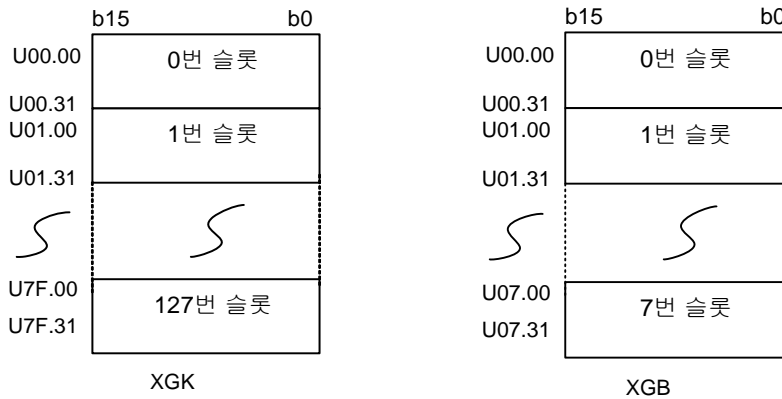 b15 b0
U00.00 0번 슬롯
U00.31
U01.00 1번 슬롯
U01.31
U7F.00
127번 슬롯
U7F.31
XGK
b15 b0
U00.00 0번 슬롯
U00.31
U01.00 1번 슬롯
U01.31
U07.00
7번 슬롯
U07.31
XGB